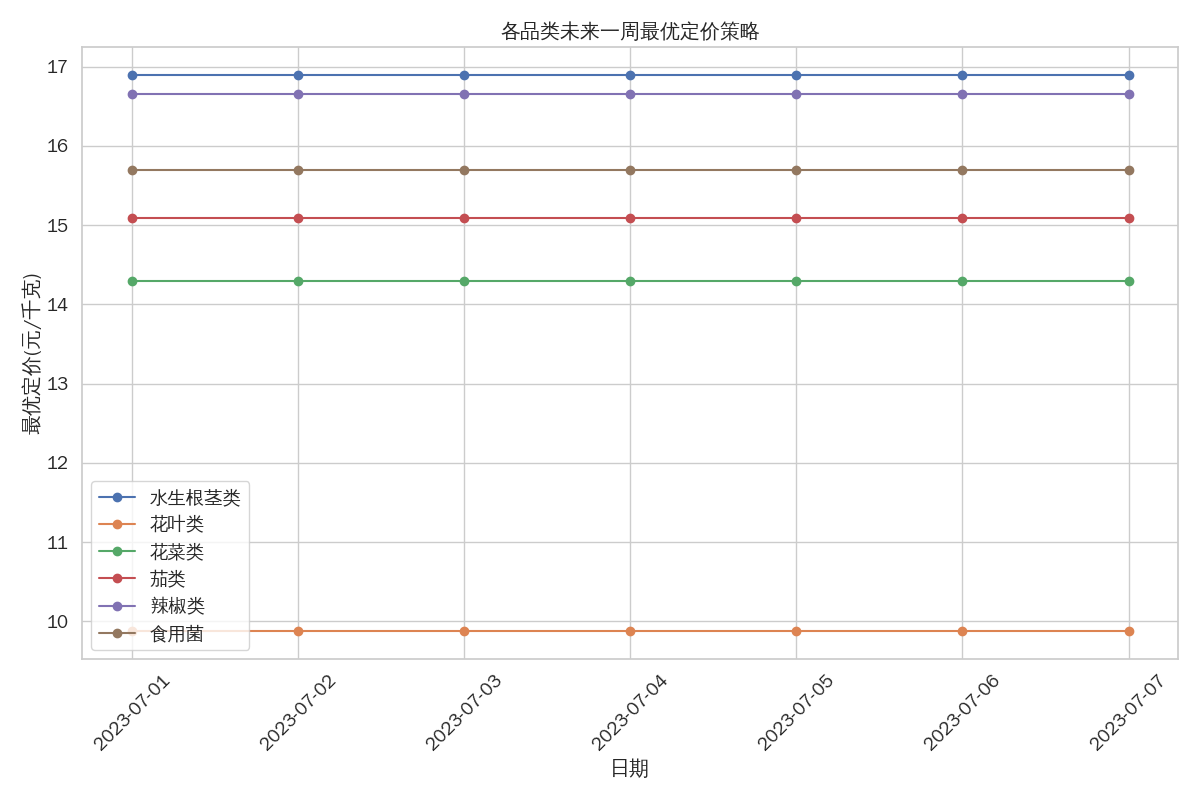 各品类未来一周最优定价策略
最优定价(元/千克)
17
16
15
14
13
12
11
10
水生根茎类
花叶类
花菜类
茄类
辣椒类
食用菌
2023-07-01
2023-07-02
2023-07-03
2023-07-04
2023-07-05
2023-07-06
2023-07-07
日期